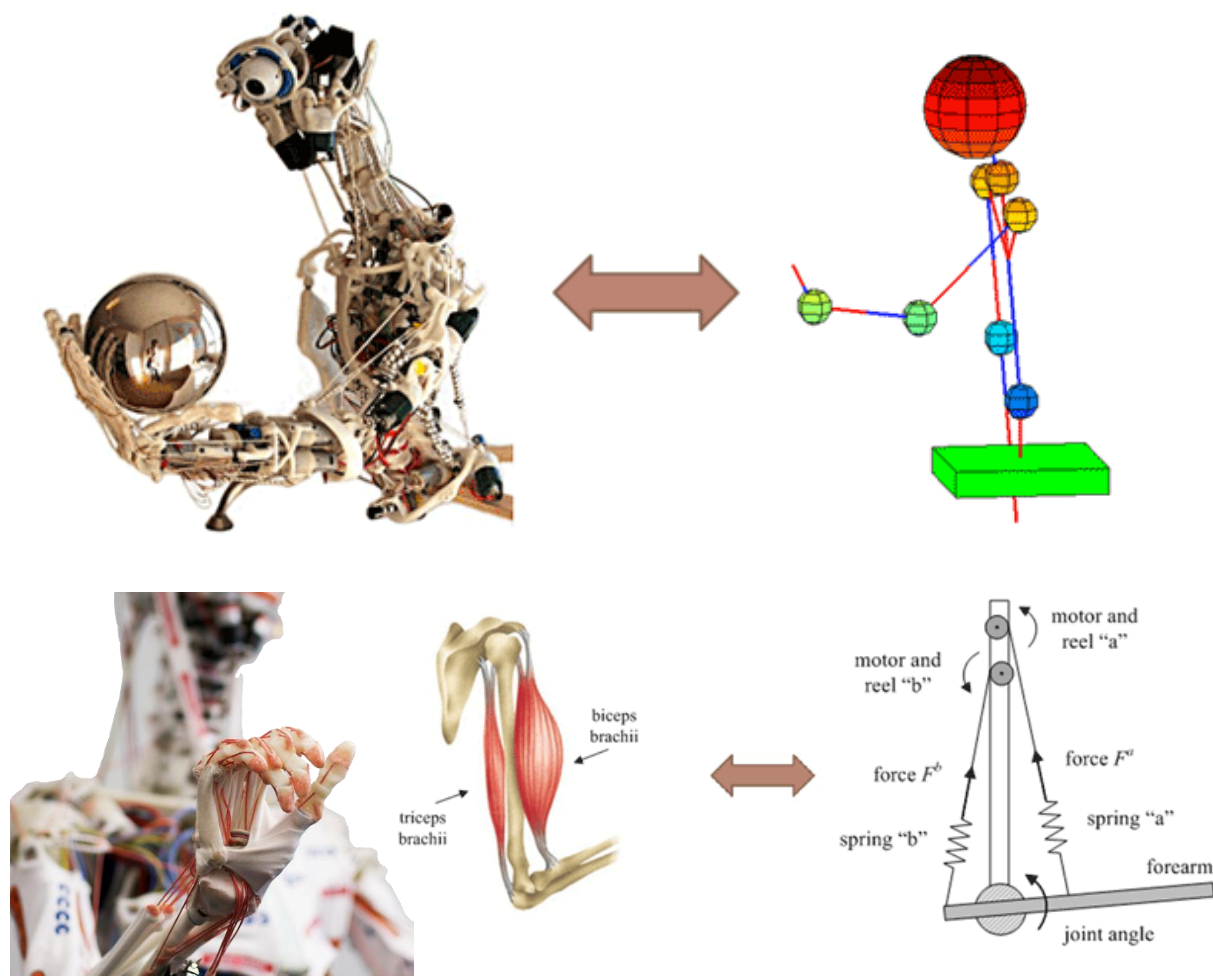 motor and
reel “a”
motor and
reel “b”
biceps
brachii
force F^b
force F^a
triceps
brachii
spring “b”
spring “a”
forearm
joint angle